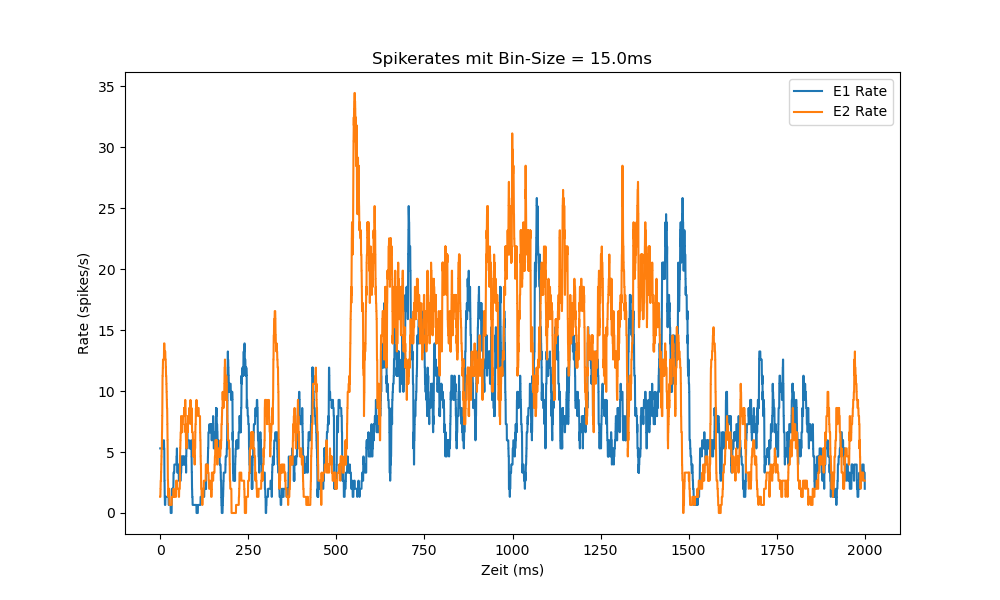 Spikerates mit Bin-Size = 15.0ms
E1 Rate
E2 Rate
35
30
25
20
15
10
5
0
Rate (spikes/s)
0 250 500 750 1000 1250 1500 1750 2000
Zeit (ms)